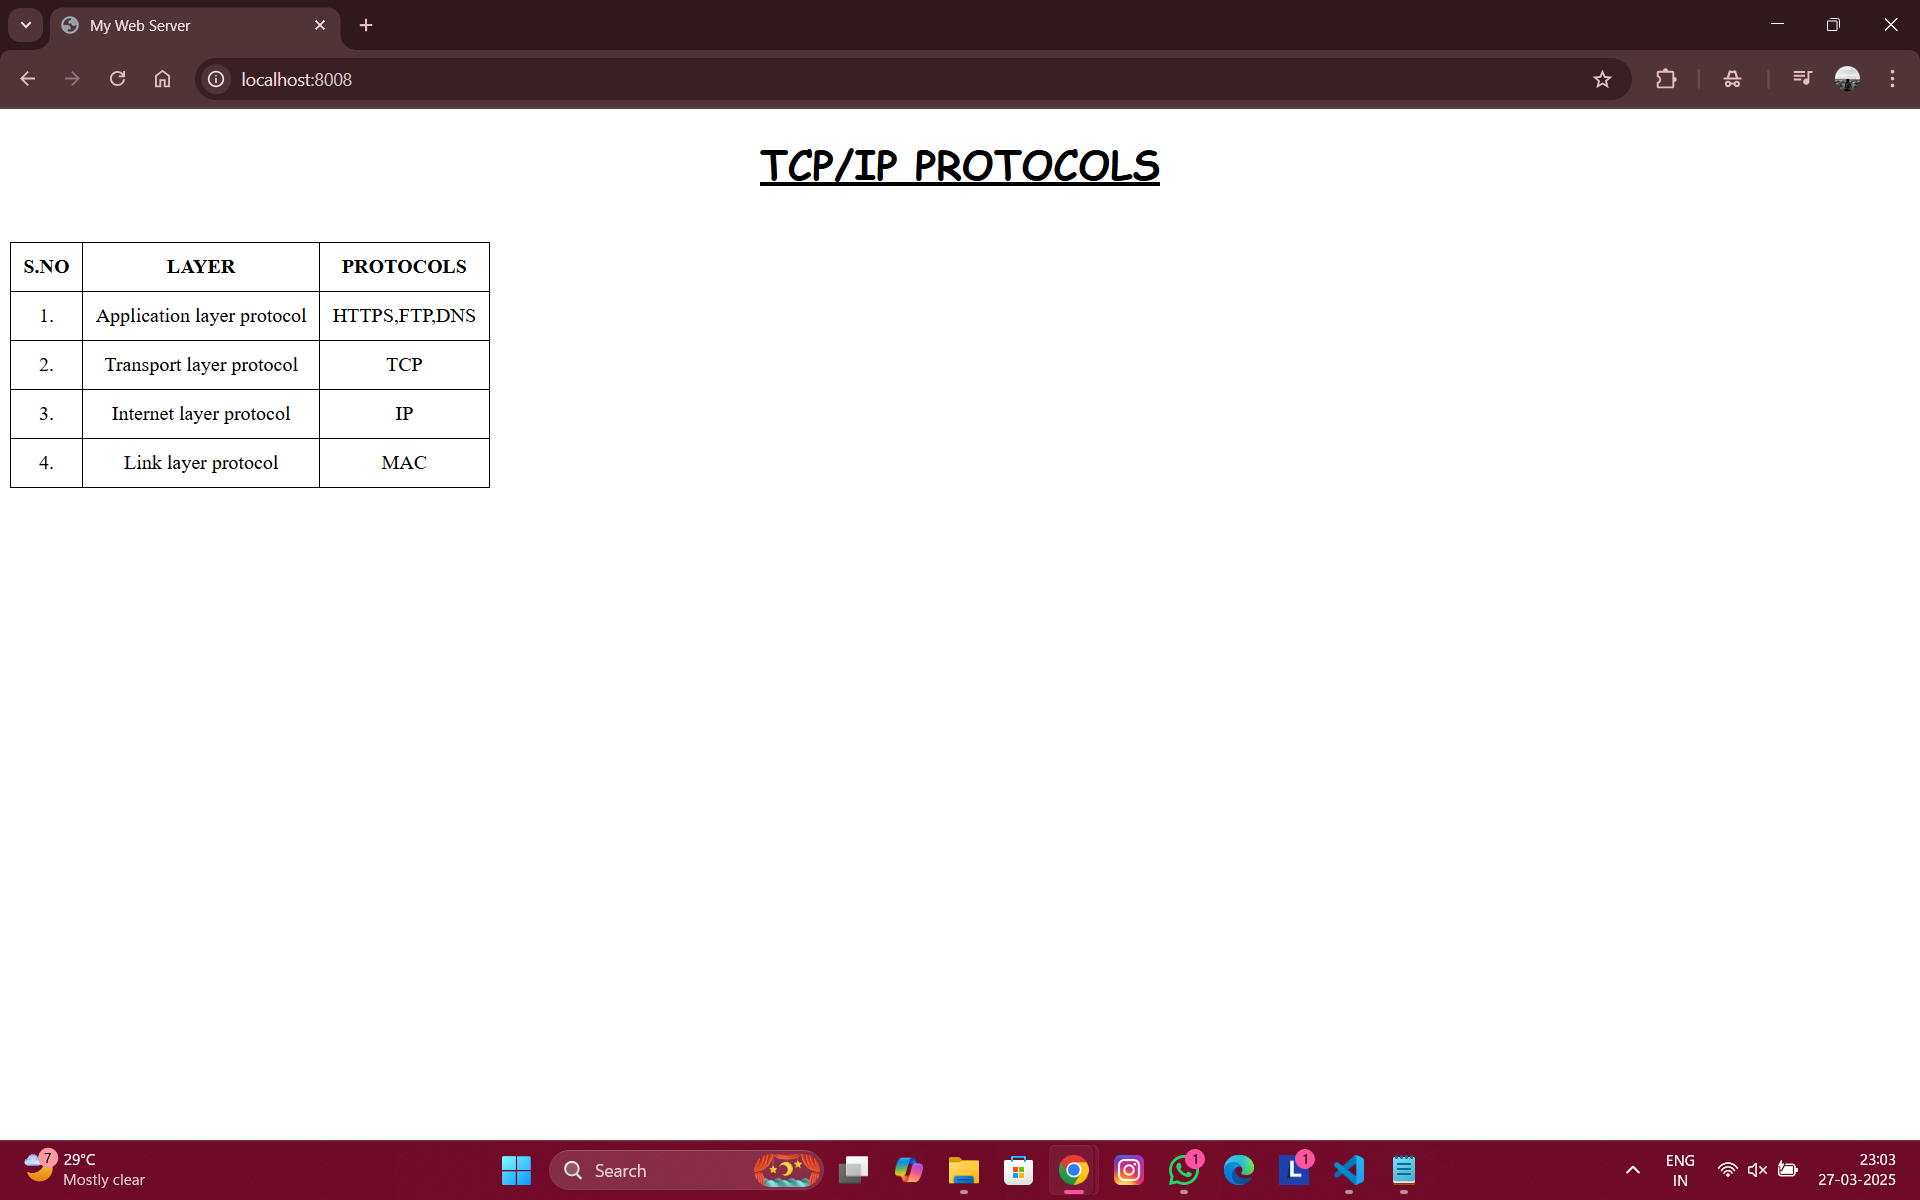 My Web Server
localhost:8008
TCP/IP PROTOCOLS
S.NO LAYER PROTOCOLS
1. Application layer protocol HTTPS,FTP,DNS
2. Transport layer protocol TCP
3. Internet layer protocol IP
4. Link layer protocol MAC
7 29°C
Mostly clear
Search
1
L 1
ENG
IN
23:03
27-03-2025